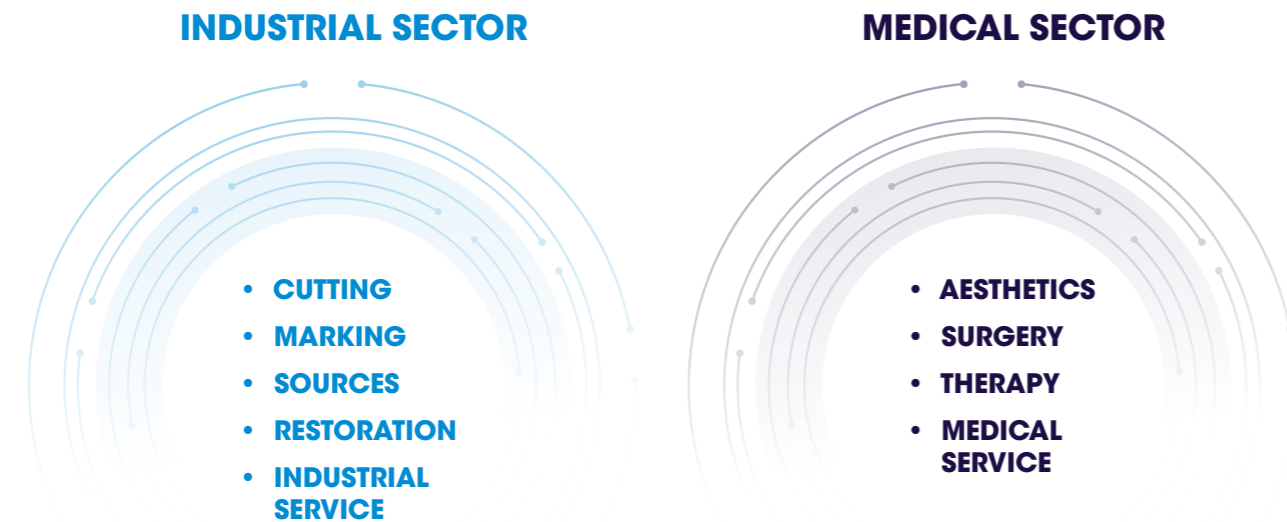 INDUSTRIAL SECTOR
• CUTTING
• MARKING
• SOURCES
• RESTORATION
• INDUSTRIAL
SERVICE
MEDICAL SECTOR
• AESTHETICS
• SURGERY
• THERAPY
• MEDICAL
SERVICE